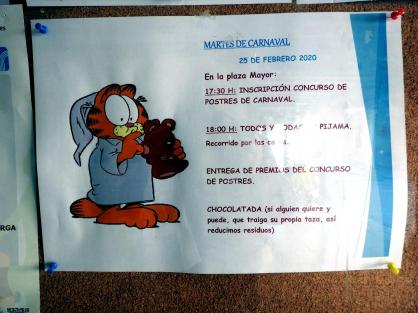 MARTES DE CARNAVAL
25 DE FEBRERO 2020
En la plaza Mayor:
17:30 H: INSCRIPCIÓN CONCURSO DE
POSTRES DE CARNAVAL.
18:00 H: TODOS Y PIJAMA.
Recorrido por las
ENTREGA DE PREMIOS DEL CONCURSO
DE POSTRES.
CHOCOLATADA (si alguien quiere y
puede, que traiga su propia taza, así
reducimos residuos)
RGA